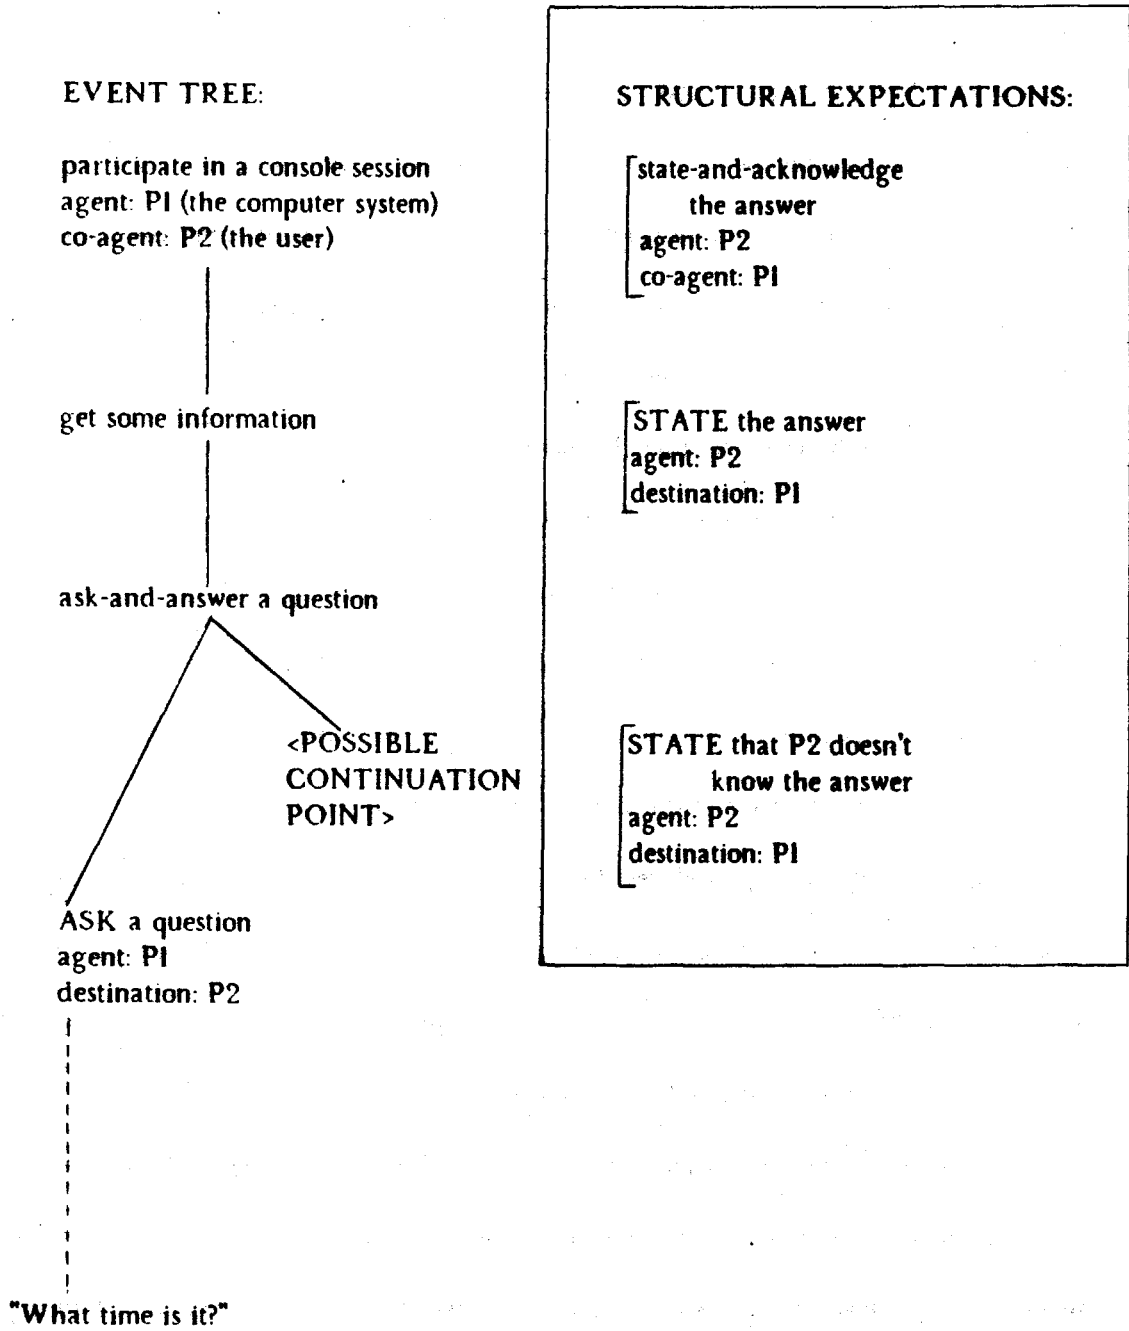 EVENT TREE:
participate in a console session
agent: P1 (the computer system)
co-agent: P2 (the user)
get some information
ask-and-answer a question
<POSSIBLE
CONTINUATION
POINT>
ASK a question
agent: P1
destination: P2
"What time is it?"
STRUCTURAL EXPECTATIONS:
state-and-acknowledge
the answer
agent: P2
co-agent: P1
STATE the answer
agent: P2
destination: P1
STATE that P2 doesn't
know the answer
agent: P2
destination: P1